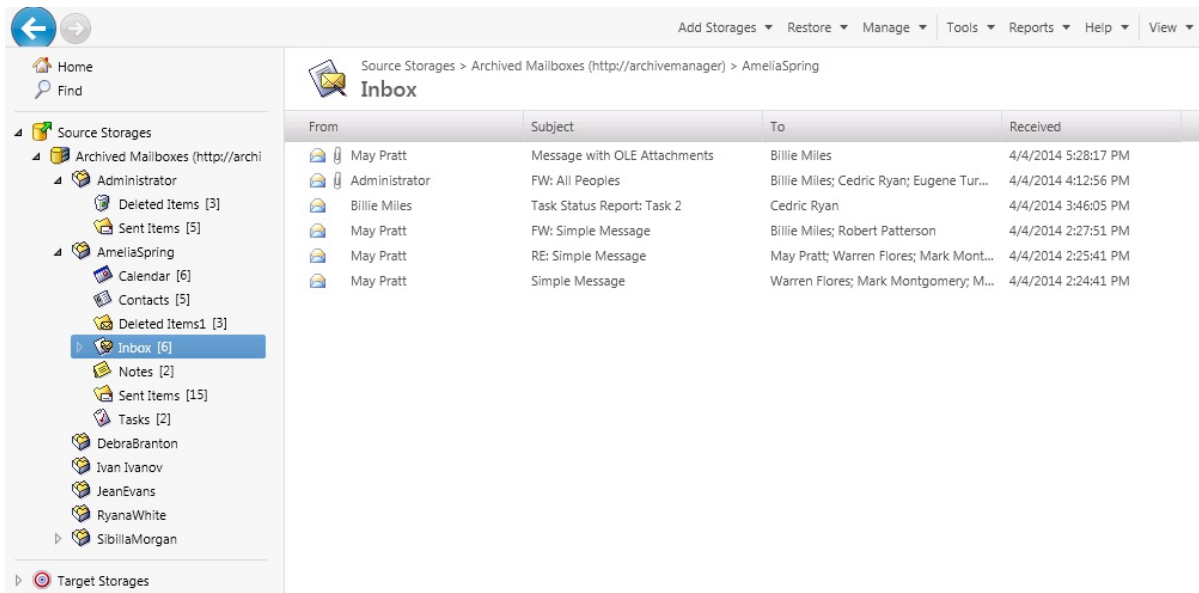 Add Storages Restore Manage Tools Reports Help View
Home
Find
Source Storages
Archived Mailboxes (http://archi
Administrator
Deleted Items [3]
Sent Items [5]
AmeliaSpring
Calendar [6]
Contacts [5]
Deleted Items1 [3]
Inbox [6]
Notes [2]
Sent Items [15]
Tasks [2]
DebraBranton
Ivan Ivanov
JeanEvans
RyanaWhite
SibillaMorgan
Target Storages
Source Storages > Archived Mailboxes (http://archivemanager) > AmeliaSpring
Inbox
From Subject To Received
May Pratt Message with OLE Attachments Billie Miles 4/4/2014 5:28:17 PM
Administrator FW: All Peoples Billie Miles; Cedric Ryan; Eugene Tur... 4/4/2014 4:12:56 PM
Billie Miles Task Status Report: Task 2 Cedric Ryan 4/4/2014 3:46:05 PM
May Pratt FW: Simple Message Billie Miles; Robert Patterson 4/4/2014 2:27:51 PM
May Pratt RE: Simple Message May Pratt; Warren Flores; Mark Mont... 4/4/2014 2:25:41 PM
May Pratt Simple Message Warren Flores; Mark Montgomery; M... 4/4/2014 2:24:41 PM